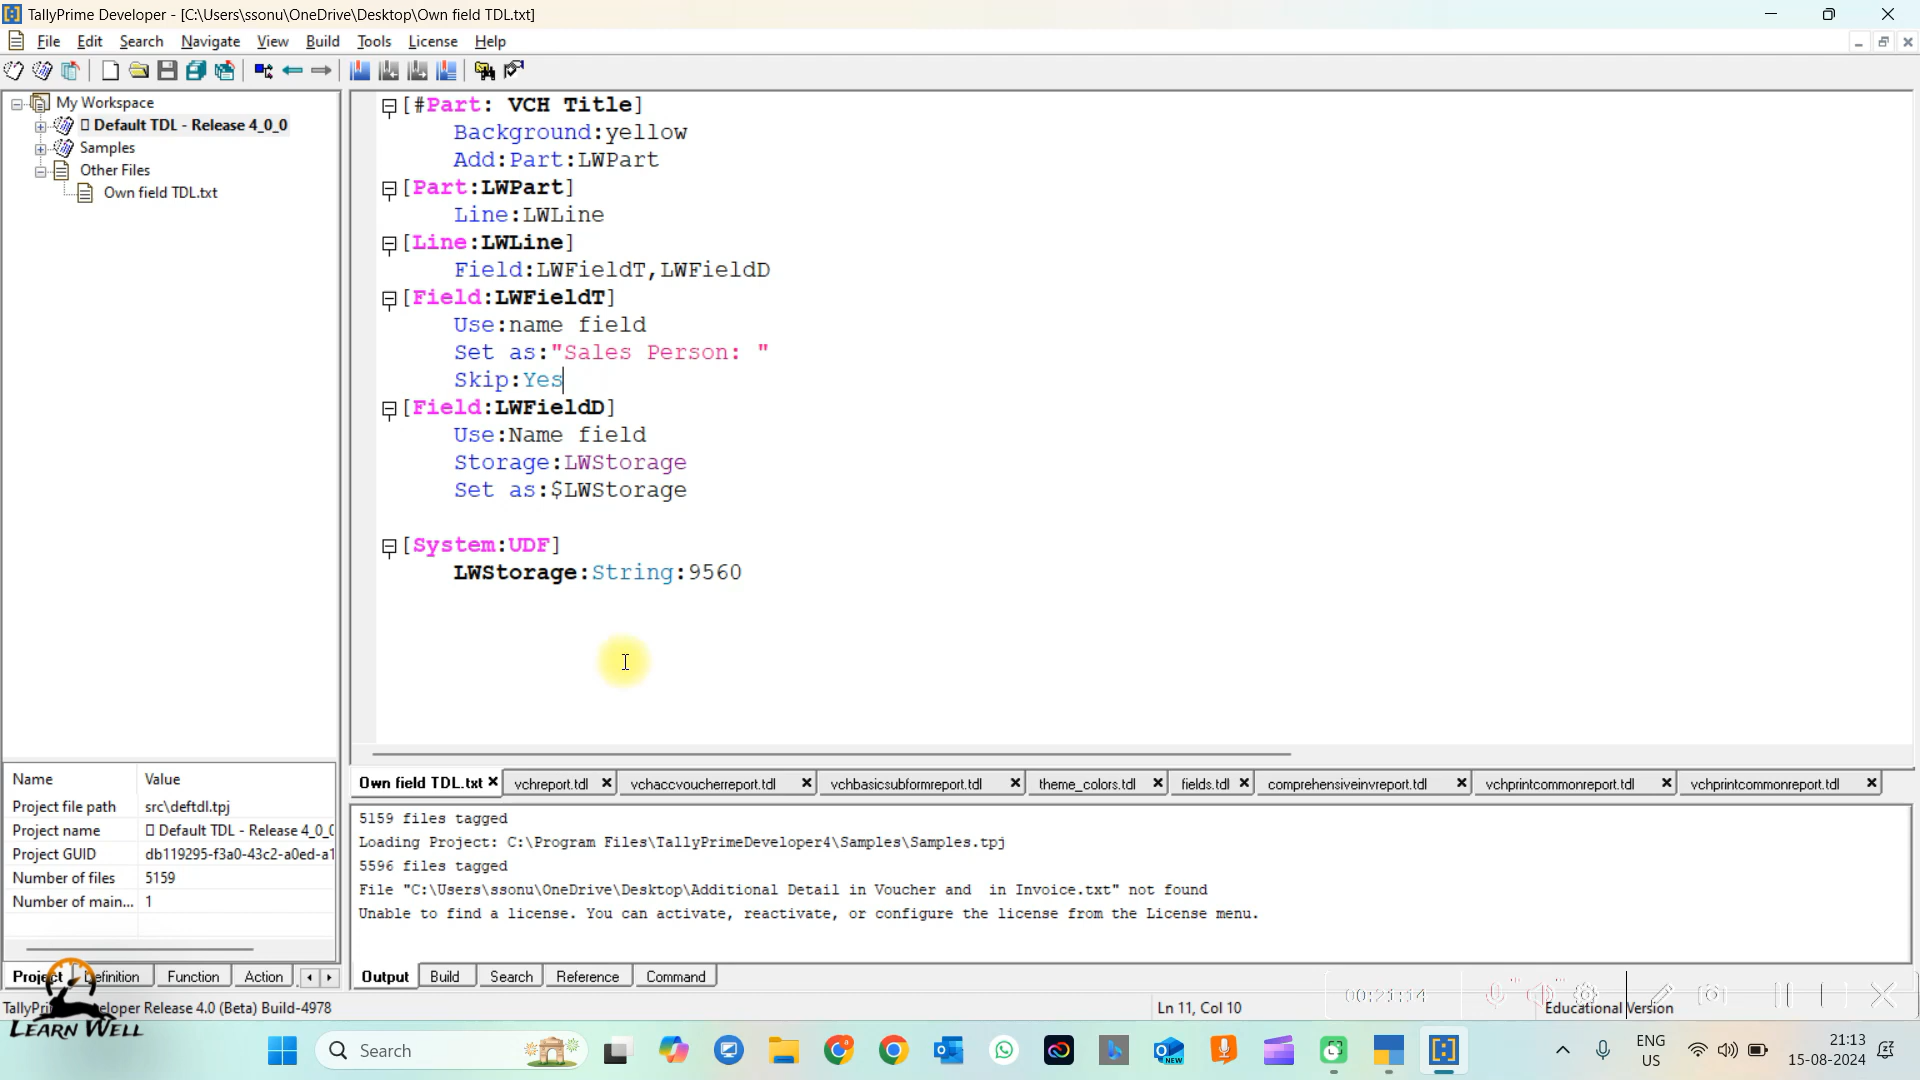 TallyPrime Developer - [C:\Users\ssonu\OneDrive\Desktop\Own field TDL.txt]
File Edit Search Navigate View Build Tools License Help
My Workspace
Default TDL - Release 4_0_0
Samples
Other Files
Own field TDL.txt
[#Part: VCH Title]
Background:yellow
Add:Part:LWPart
[Part:LWPart]
Line:LWLine
[Line:LWLine]
Field:LWFieldT,LWFieldD
[Field:LWFieldT]
Use:name field
Set as:"Sales Person: "
Skip:Yes
[Field:LWFieldD]
Use:Name field
Storage:LWStorage
Set as:$LWStorage
[System:UDF]
LWStorage:String:9560
Name Value
Project file path src\deftdl.tpj
Project name Default TDL - Release 4_0_0
Project GUID db119295-f3a0-43c2-a0ed-a1
Number of files 5159
Number of main... 1
Project Definition Function Action
Own field TDL.txt vchreport.tdl vchaccvoucherreport.tdl vchbasicsubformreport.tdl theme_colors.tdl fields.tdl comprehensiveinvreport.tdl vchprintcommonreport.tdl vchprintcommonreport.tdl
5159 files tagged
Loading Project: C:\Program Files\TallyPrimeDeveloper4\Samples\Samples.tpj
5596 files tagged
File "C:\Users\ssonu\OneDrive\Desktop\Additional Detail in Voucher and  in Invoice.txt" not found
Unable to find a license. You can activate, reactivate, or configure the license from the License menu.
Output Build Search Reference Command
00:21:14
Release 4.0 (Beta) Build-4978
Ln 11, Col 10
Educational Version
LEARN WELL
Search
NEW
ENG
US
21:13
15-08-2024